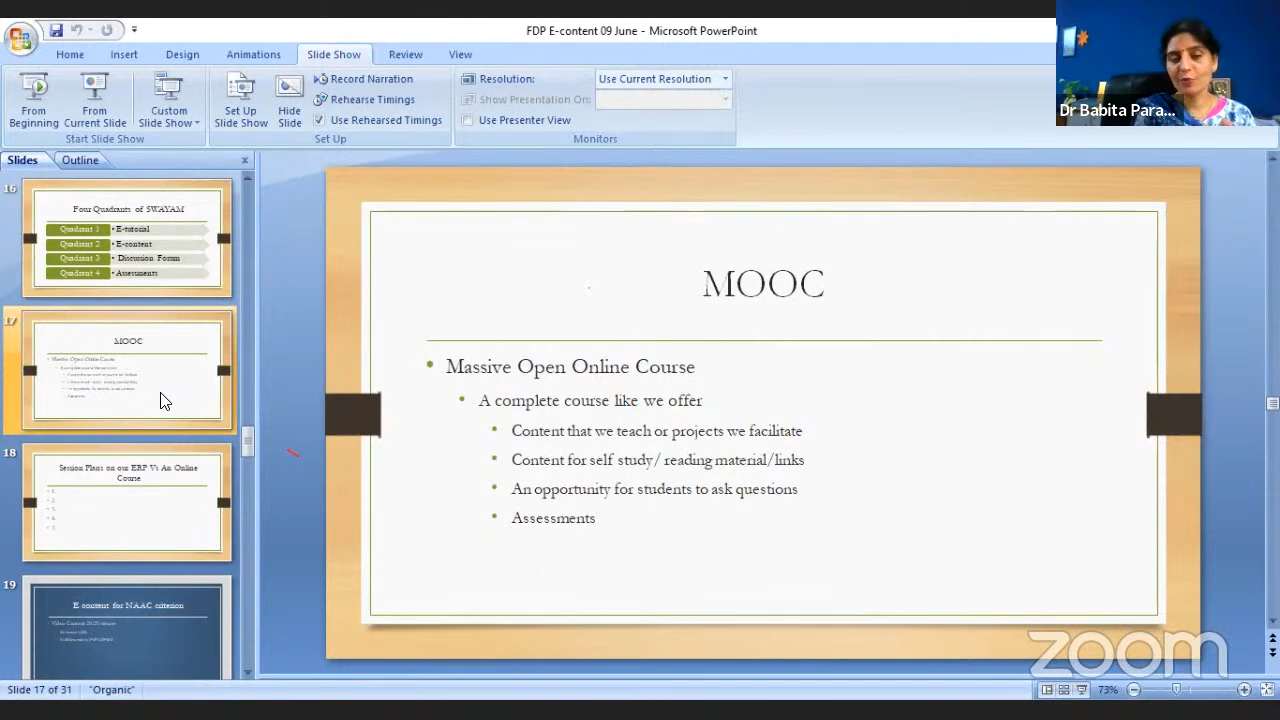 FDP E-content 09 June - Microsoft PowerPoint
Home Insert Design Animations Slide Show Review View
From Beginning
From Current Slide
Custom Slide Show
Start Slide Show
Set Up Slide Show
Hide Slide
Record Narration
Rehearse Timings
Use Rehearsed Timings
Set Up
Resolution: Use Current Resolution
Show Presentation On:
Use Presenter View
Monitors
Dr Babita Para...
Slides Outline
16
Four Quadrants of SWAYAM
Quadrant 1 • E-tutorial
Quadrant 2 • E-content
Quadrant 3 • Discussion Forum
Quadrant 4 • Assessments
17
MOOC
Massive Open Online Course
18
Session Plans on our ERP Vs An Online
Course
19
E content for NAAC criterion
MOOC
• Massive Open Online Course
• A complete course like we offer
• Content that we teach or projects we facilitate
• Content for self study/ reading material/links
• An opportunity for students to ask questions
• Assessments
zoom
Slide 17 of 31 "Organic" 73%